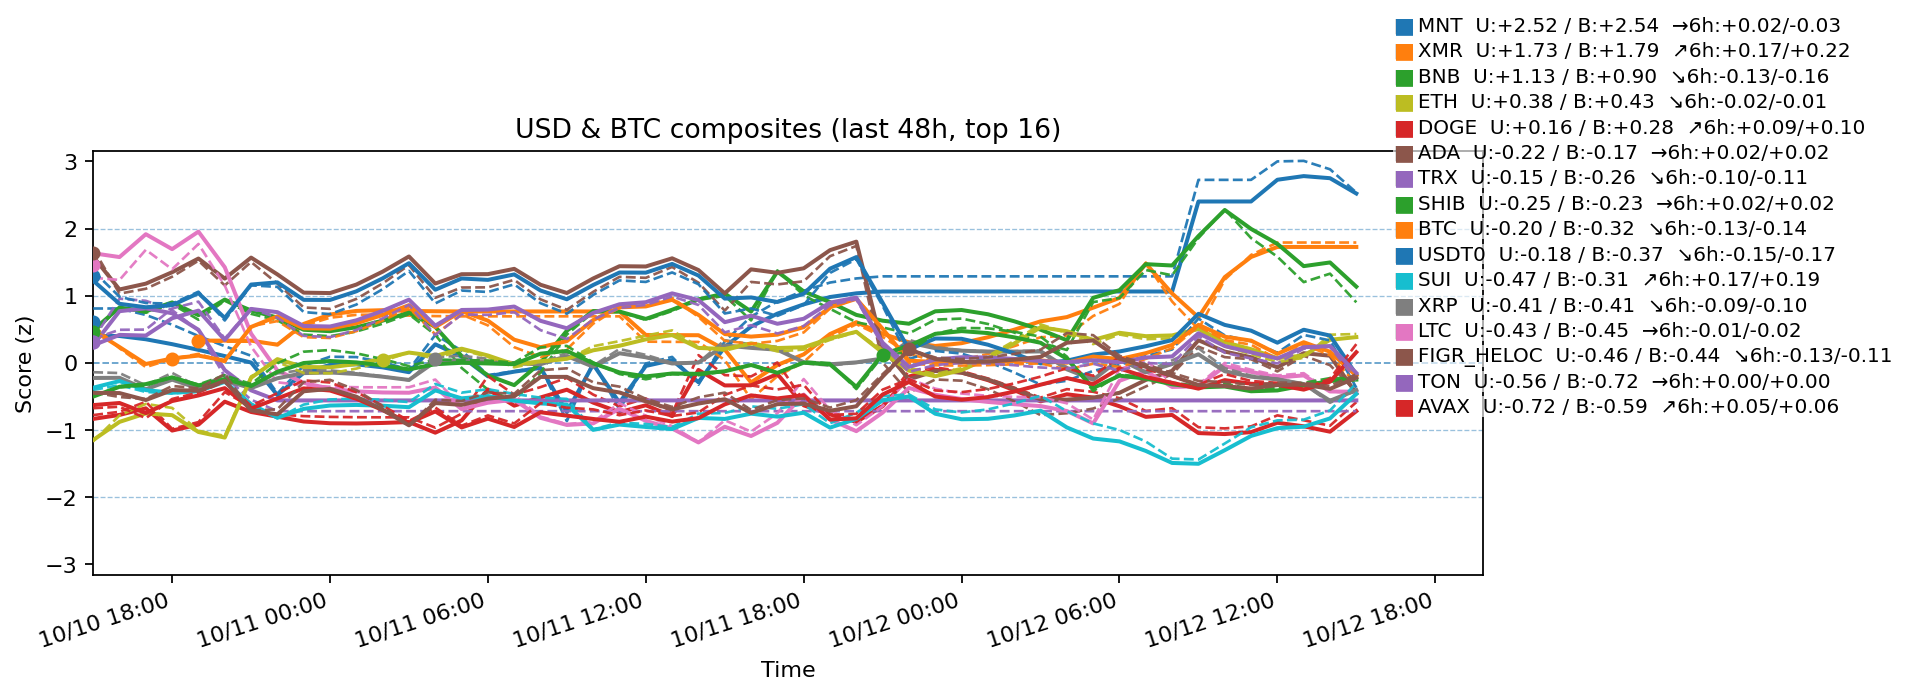 MNT U:+2.52 / B:+2.54 →6h:+0.02/-0.03
XMR U:+1.73 / B:+1.79 ↗6h:+0.17/+0.22
BNB U:+1.13 / B:+0.90 ↘6h:-0.13/-0.16
ETH U:+0.38 / B:+0.43 ↘6h:-0.02/-0.01
DOGE U:+0.16 / B:+0.28 ↗6h:+0.09/+0.10
ADA U:-0.22 / B:-0.17 →6h:+0.02/+0.02
TRX U:-0.15 / B:-0.26 ↘6h:-0.10/-0.11
SHIB U:-0.25 / B:-0.23 →6h:+0.02/+0.02
BTC U:-0.20 / B:-0.32 ↘6h:-0.13/-0.14
USDT0 U:-0.18 / B:-0.37 ↘6h:-0.15/-0.17
SUI U:-0.47 / B:-0.31 ↗6h:+0.17/+0.19
XRP U:-0.41 / B:-0.41 ↘6h:-0.09/-0.10
LTC U:-0.43 / B:-0.45 →6h:-0.01/-0.02
FIGR_HELOC U:-0.46 / B:-0.44 ↘6h:-0.13/-0.11
TON U:-0.56 / B:-0.72 →6h:+0.00/+0.00
AVAX U:-0.72 / B:-0.59 ↗6h:+0.05/+0.06
USD & BTC composites (last 48h, top 16)
Score (z)
3
2
1
0
−1
−2
−3
10/10 18:00
10/11 00:00
10/11 06:00
10/11 12:00
10/11 18:00
10/12 00:00
10/12 06:00
10/12 12:00
10/12 18:00
Time